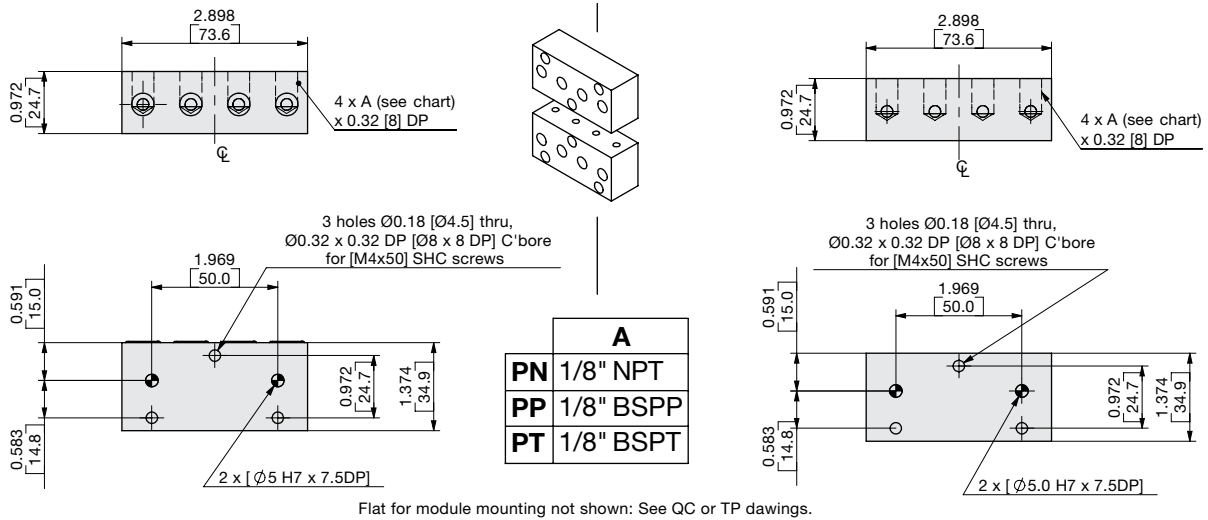 2.898
73.6
0.972
24.7
4 x A (see chart)
x 0.32 [8] DP
℄
2.898
73.6
0.972
24.7
4 x A (see chart)
x 0.32 [8] DP
℄
3 holes Ø0.18 [Ø4.5] thru,
Ø0.32 x 0.32 DP [Ø8 x 8 DP] C'bore
for [M4x50] SHC screws
1.969
50.0
0.591
15.0
0.583
14.8
0.972
24.7
1.374
34.9
2 x [ Ø5 H7 x 7.5DP]
A
PN 1/8" NPT
PP 1/8" BSPP
PT 1/8" BSPT
3 holes Ø0.18 [Ø4.5] thru,
Ø0.32 x 0.32 DP [Ø8 x 8 DP] C'bore
for [M4x50] SHC screws
1.969
50.0
0.591
15.0
0.583
14.8
0.972
24.7
1.374
34.9
2 x [ Ø5.0 H7 x 7.5DP]
Flat for module mounting not shown: See QC or TP dawings.